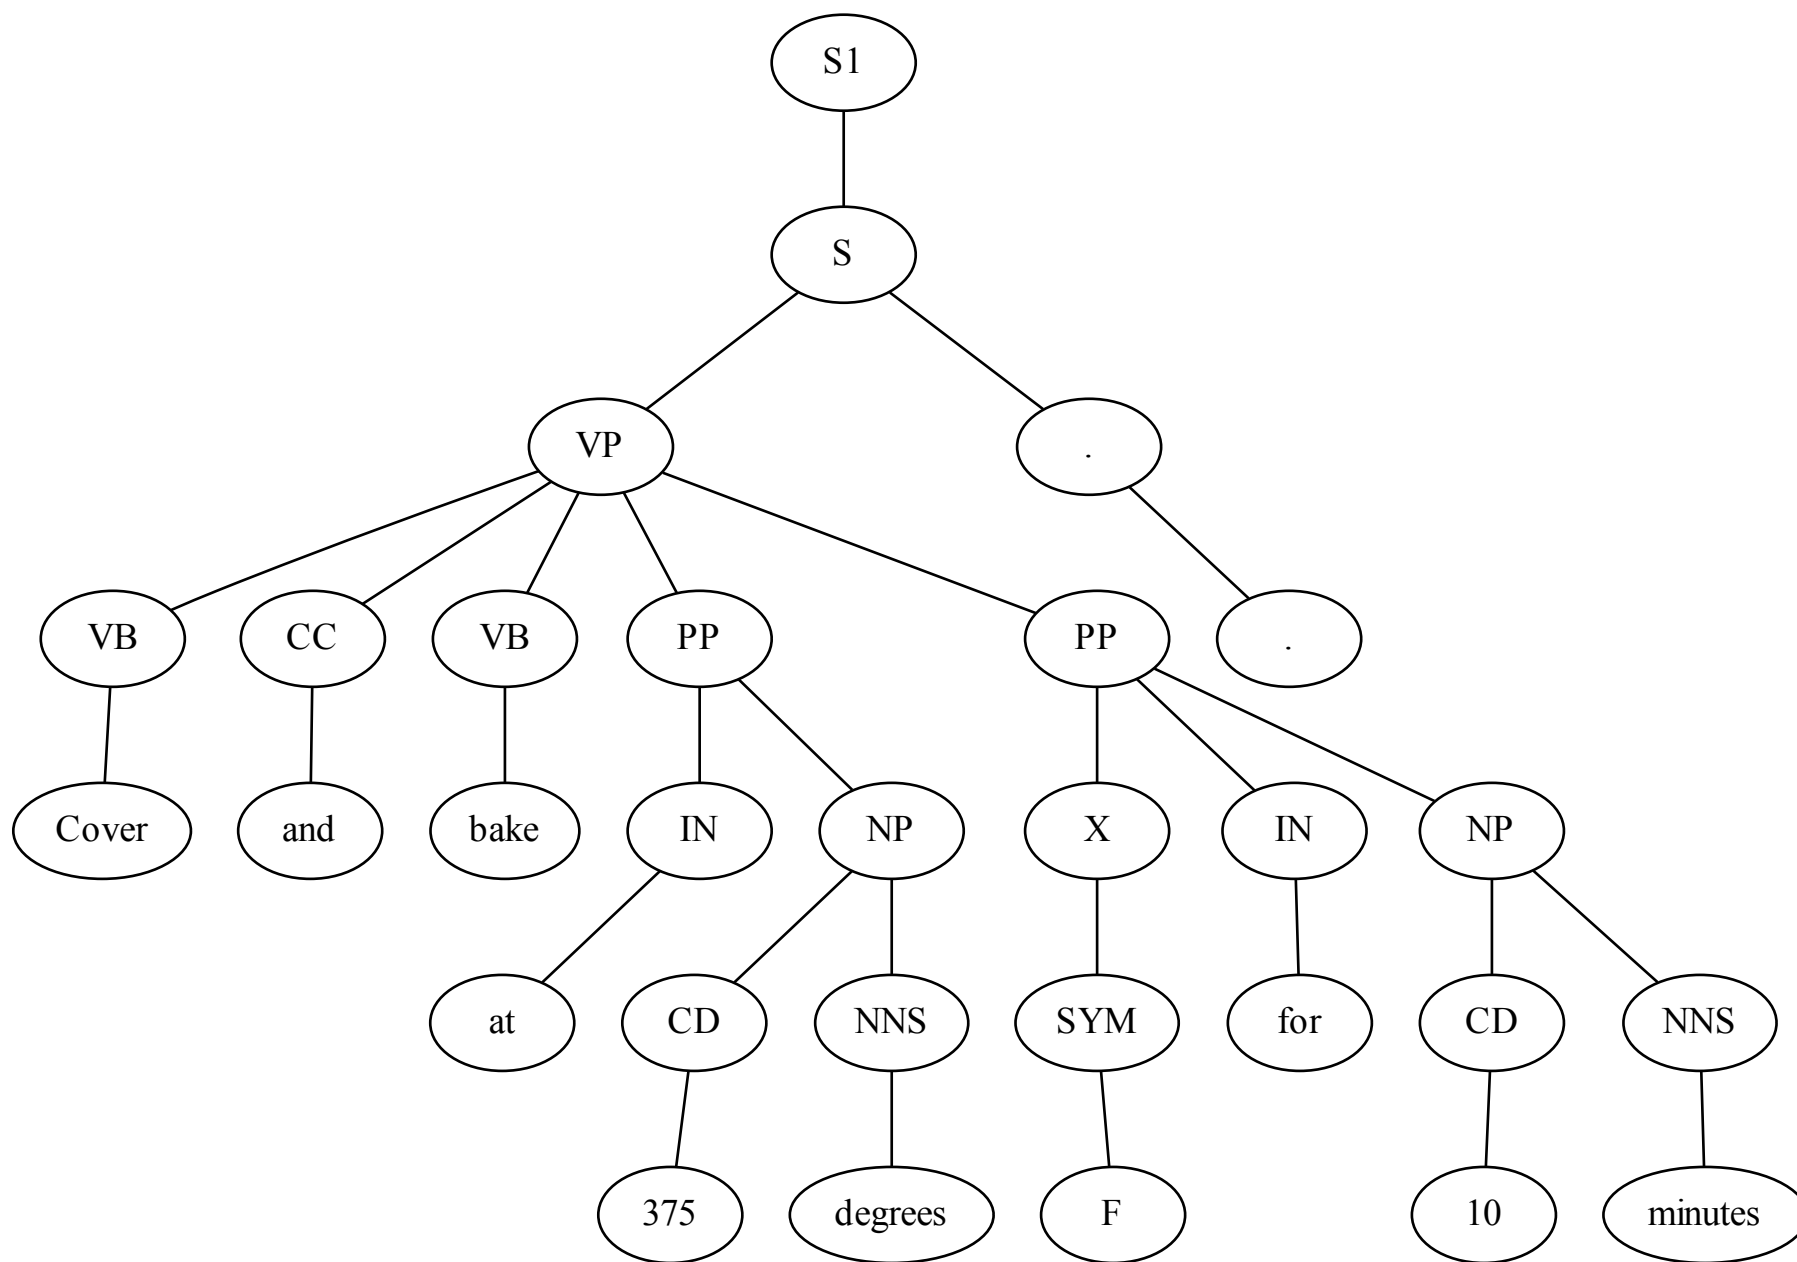 S1
S
VP .
VB CC VB PP PP .
Cover and bake IN NP X IN NP
at CD NNS SYM for CD NNS
375 degrees F 10 minutes